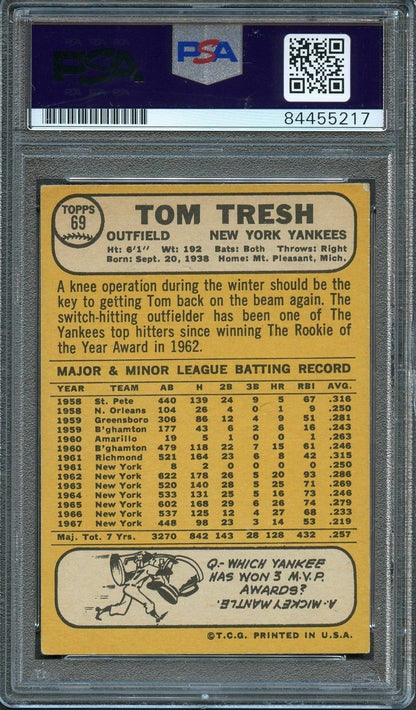 PSA
PSA
84455217
TOPPS
69
TOM TRESH
OUTFIELD NEW YORK YANKEES
Ht: 6'1" Wt: 192 Bats: Both Throws: Right
Born: Sept. 20, 1938 Home: Mt. Pleasant, Mich.
A knee operation during the winter should be the
key to getting Tom back on the beam again. The
switch-hitting outfielder has been one of The
Yankees top hitters since winning The Rookie of
the Year Award in 1962.
MAJOR & MINOR LEAGUE BATTING RECORD
YEAR TEAM AB H 2B 3B HR RBI AVG.
1958 St. Pete 440 139 24 9 5 67 .316
1958 N. Orleans 104 26 4 0 1 9 .250
1959 Greensboro 306 86 12 4 9 51 .281
1959 B'ghamton 177 43 6 2 6 16 .243
1960 Amarillo 19 5 1 0 0 1 .263
1960 B'ghamton 479 118 22 7 15 61 .246
1961 Richmond 521 164 23 6 8 42 .315
1961 New York 8 2 0 0 0 0 .250
1962 New York 622 178 26 5 20 93 .286
1963 New York 520 140 28 5 25 71 .269
1964 New York 533 131 25 5 16 73 .246
1965 New York 602 168 29 6 26 74 .279
1966 New York 537 125 12 4 27 68 .233
1967 New York 448 98 23 3 14 53 .219
Maj. Tot. 7 Yrs. 3270 842 143 28 128 432 .257
Q.- WHICH YANKEE
HAS WON 3 M.V.P.
AWARDS?
A. MICKEY MANTLE.
©T.C.G. PRINTED IN U.S.A.